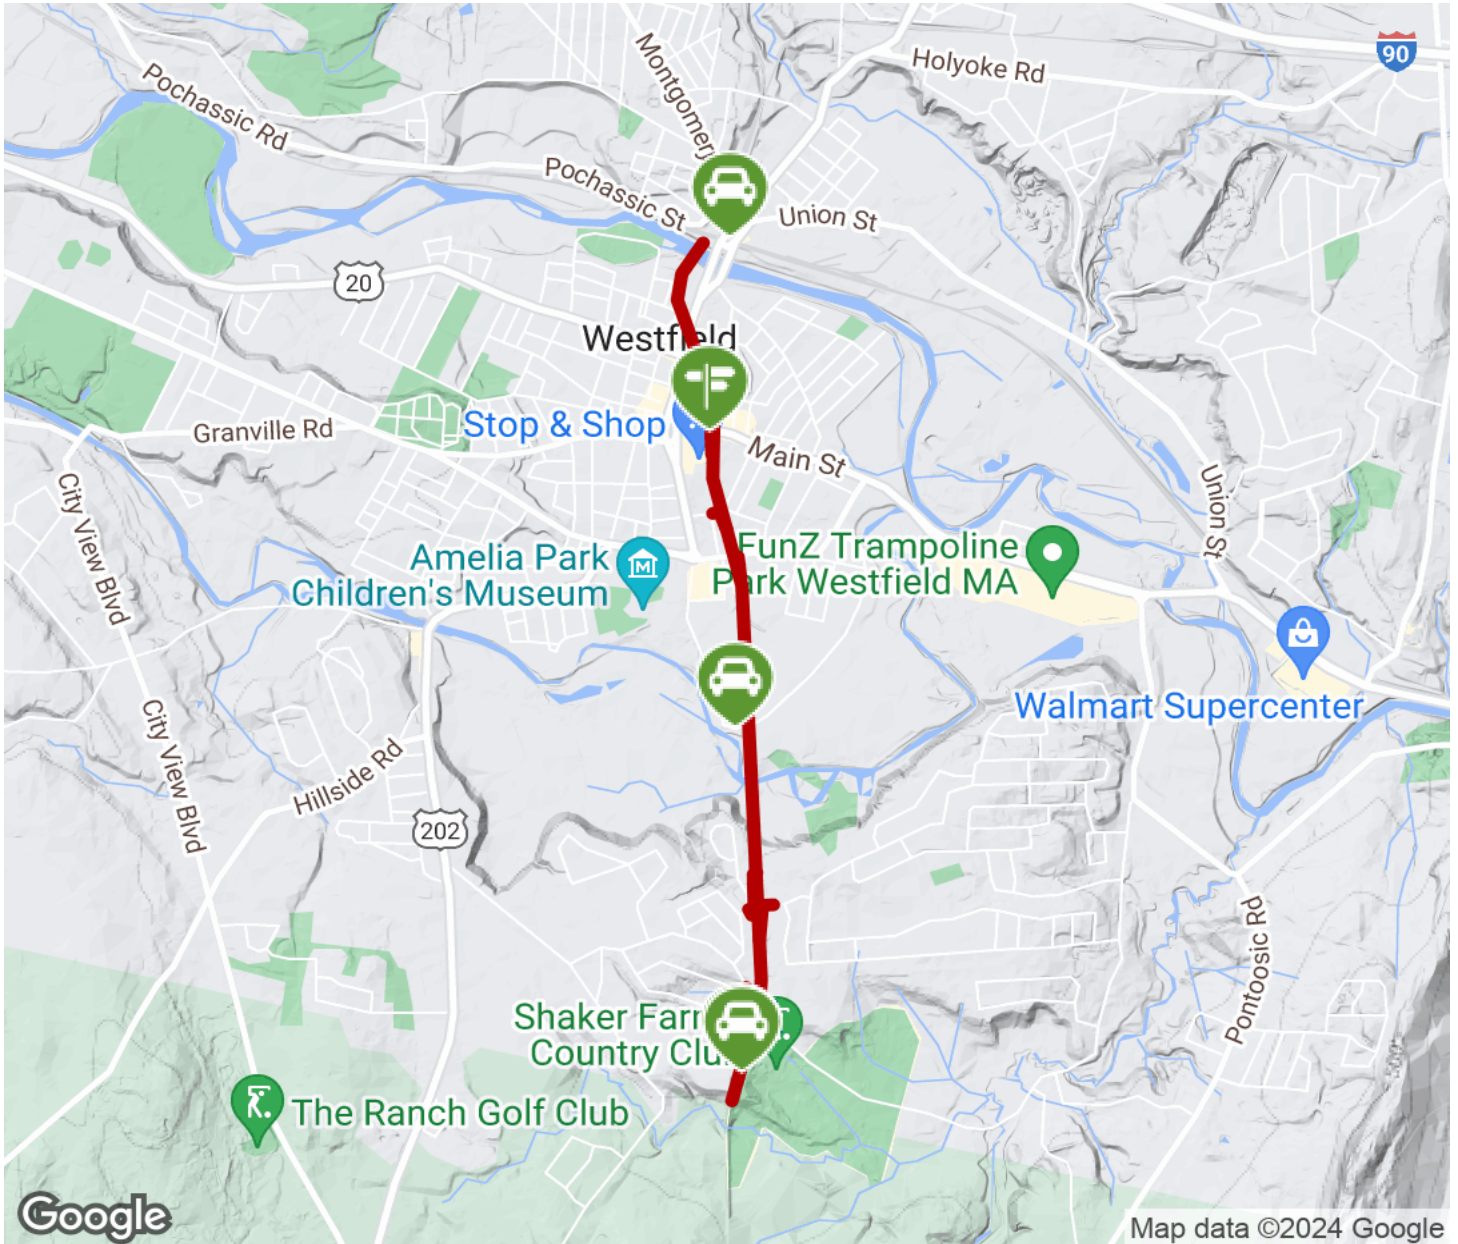 90
Holyoke Rd
Montgomery
Pochassic Rd
Pochassic St
Union St
20
Westfield
Stop & Shop
Granville Rd
Main St
Union St
City View Blvd
Amelia Park
Children's Museum
FunZ Trampoline
Park Westfield MA
Walmart Supercenter
City View Blvd
Hillside Rd
202
Pontoosic Rd
Shaker Far
Country Clu
The Ranch Golf Club
Google
Map data ©2024 Google